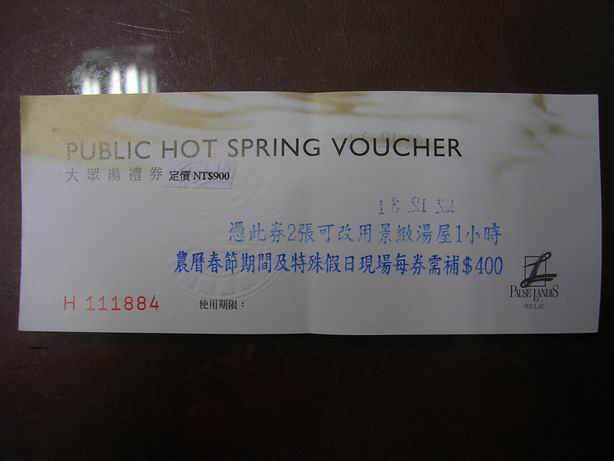 PUBLIC HOT SPRING VOUCHER
大眾湯禮券 定價 NT$900
憑此券2張可改用景緻湯屋1小時
農曆春節期間及特殊假日現場每券需補$400
H 111884
使用期限：
PAUSE LANDIS
WULAI